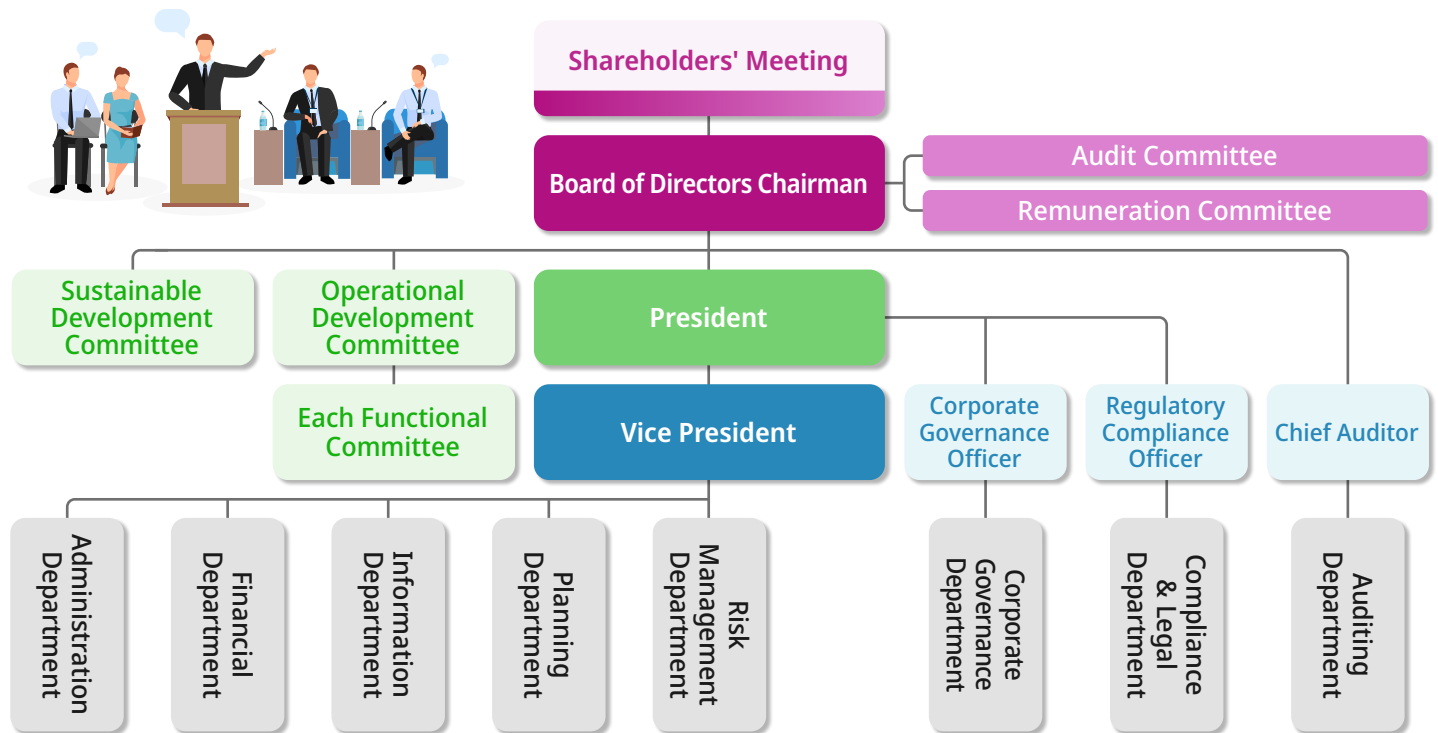 Shareholders' Meeting
Board of Directors Chairman
Audit Committee
Remuneration Committee
Sustainable
Development
Committee
Operational
Development
Committee
President
Each Functional
Committee
Vice President
Corporate
Governance
Officer
Regulatory
Compliance
Officer
Chief Auditor
Administration
Department
Financial
Department
Information
Department
Planning
Department
Risk
Management
Department
Corporate
Governance
Department
Compliance
& Legal
Department
Auditing
Department